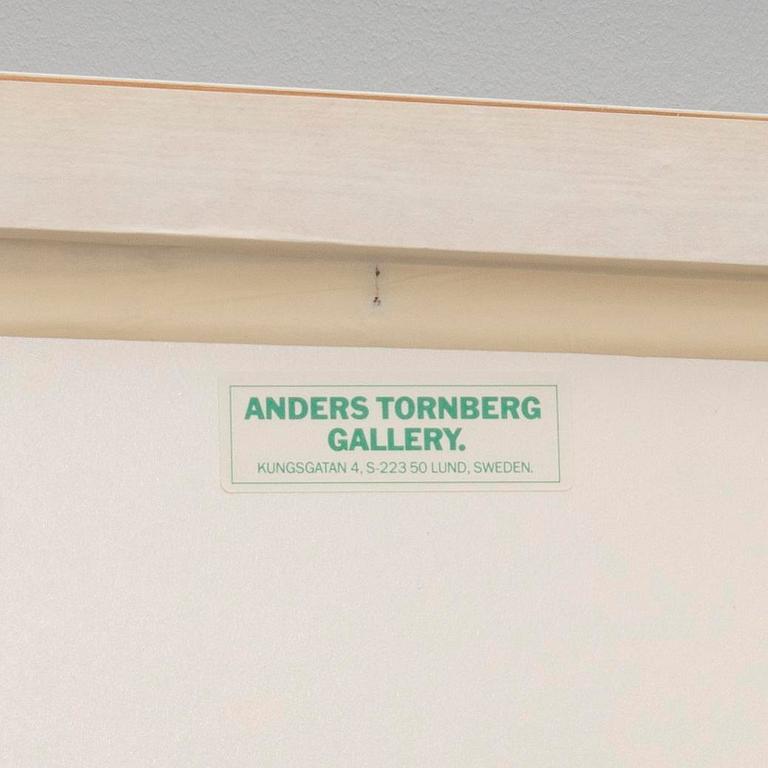 ANDERS TORNBERG
GALLERY.
KUNGSGATAN 4, S-223 50 LUND, SWEDEN.